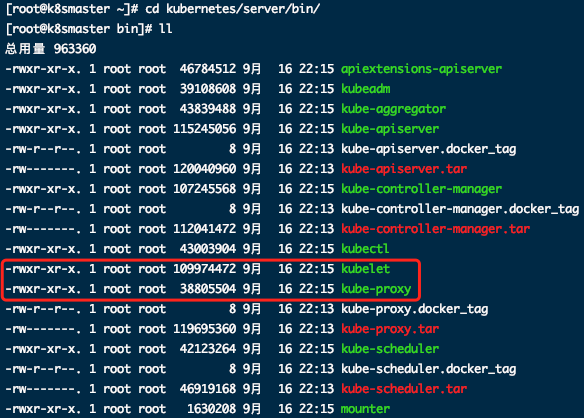 [root@k8smaster ~]# cd kubernetes/server/bin/
[root@k8smaster bin]# ll
总用量 963360
-rwxr-xr-x. 1 root root  46784512 9月  16 22:15 apiextensions-apiserver
-rwxr-xr-x. 1 root root  39108608 9月  16 22:15 kubeadm
-rwxr-xr-x. 1 root root  43839488 9月  16 22:15 kube-aggregator
-rwxr-xr-x. 1 root root 115245056 9月  16 22:15 kube-apiserver
-rw-r--r--. 1 root root         8 9月  16 22:13 kube-apiserver.docker_tag
-rw-------. 1 root root 120040960 9月  16 22:13 kube-apiserver.tar
-rwxr-xr-x. 1 root root 107245568 9月  16 22:15 kube-controller-manager
-rw-r--r--. 1 root root         8 9月  16 22:13 kube-controller-manager.docker_tag
-rw-------. 1 root root 112041472 9月  16 22:13 kube-controller-manager.tar
-rwxr-xr-x. 1 root root  43003904 9月  16 22:15 kubectl
-rwxr-xr-x. 1 root root 109974472 9月  16 22:15 kubelet
-rwxr-xr-x. 1 root root  38805504 9月  16 22:15 kube-proxy
-rw-r--r--. 1 root root         8 9月  16 22:13 kube-proxy.docker_tag
-rw-------. 1 root root 119695360 9月  16 22:13 kube-proxy.tar
-rwxr-xr-x. 1 root root  42123264 9月  16 22:15 kube-scheduler
-rw-r--r--. 1 root root         8 9月  16 22:13 kube-scheduler.docker_tag
-rw-------. 1 root root  46919168 9月  16 22:13 kube-scheduler.tar
-rwxr-xr-x. 1 root root   1630208 9月  16 22:15 mounter